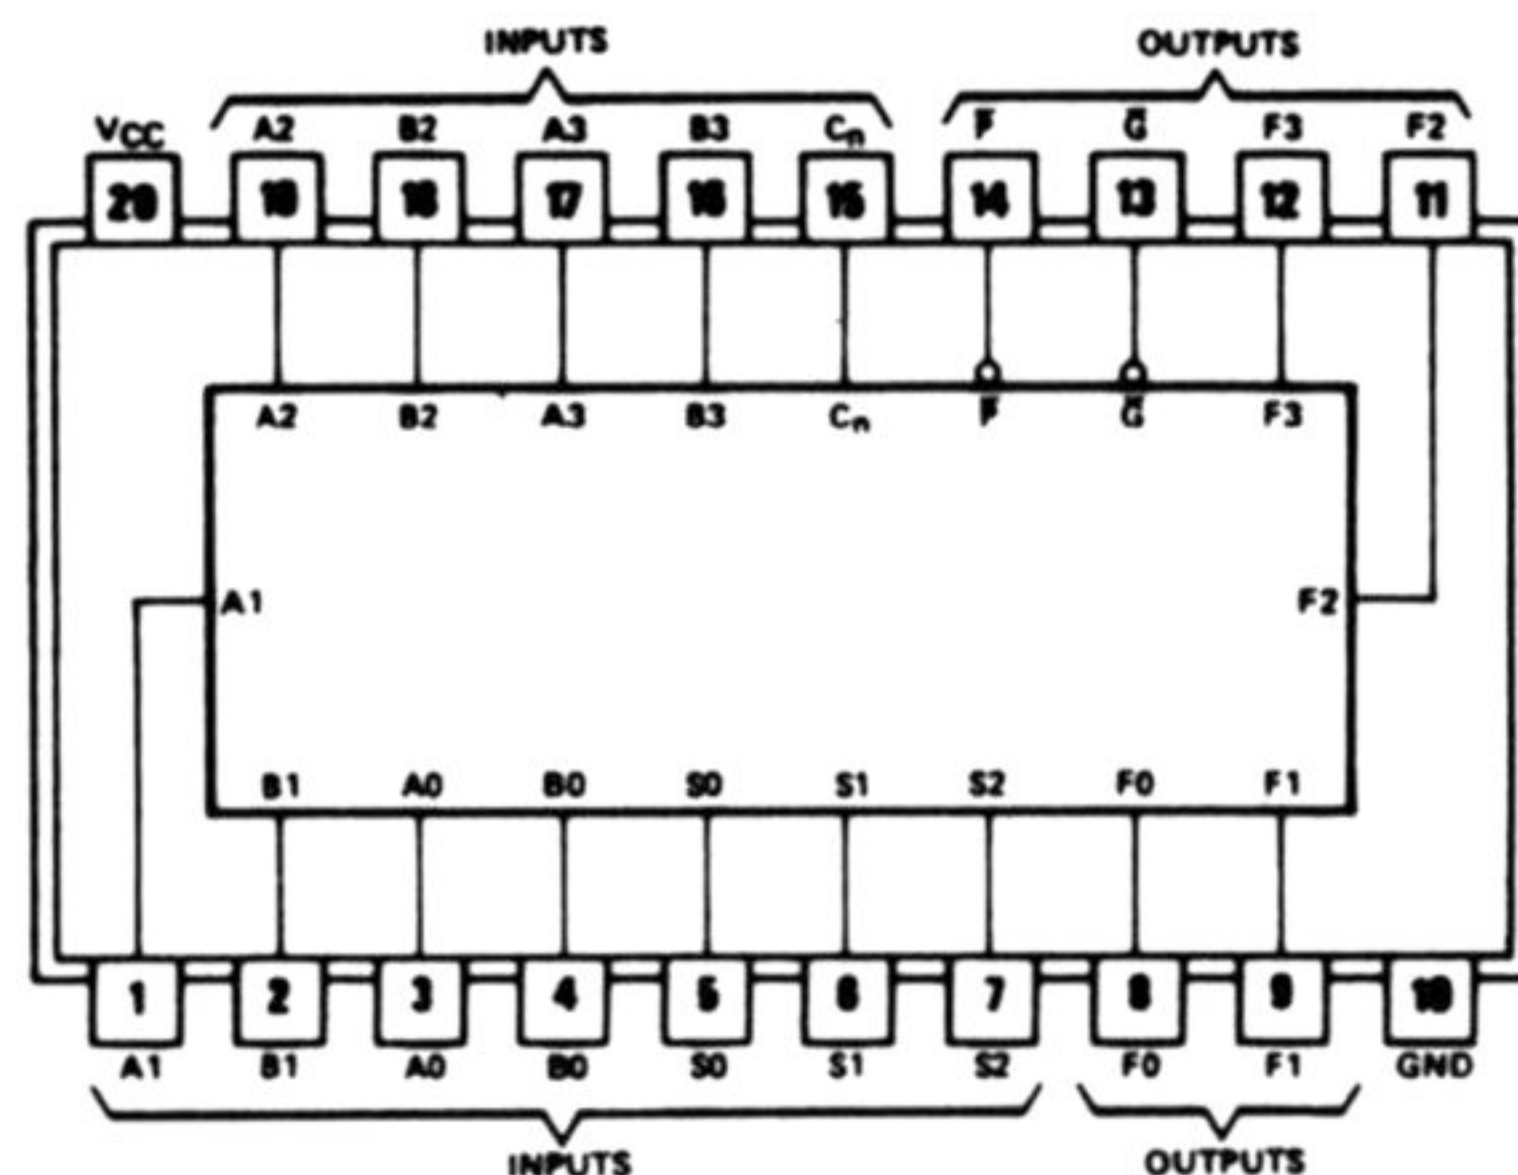 INPUTS OUTPUTS
VCC A2 B2 A3 B3 Cn P̅ G̅ F3 F2
20 19 18 17 16 15 14 13 12 11
A2 B2 A3 B3 Cn P̅ G̅ F3
A1 F2
B1 A0 B0 S0 S1 S2 F0 F1
1 2 3 4 5 6 7 8 9 10
A1 B1 A0 B0 S0 S1 S2 F0 F1 GND
INPUTS OUTPUTS